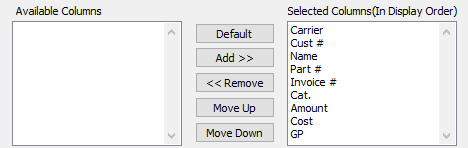 Available Columns
Default
Add >>
<< Remove
Move Up
Move Down
Selected Columns(In Display Order)
Carrier
Cust #
Name
Part #
Invoice #
Cat.
Amount
Cost
GP